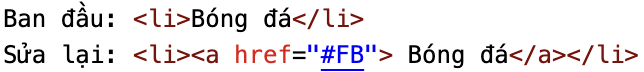 Ban đầu: <li>Bóng đá</li>
Sửa lại: <li><a href="#FB"> Bóng đá</a></li>